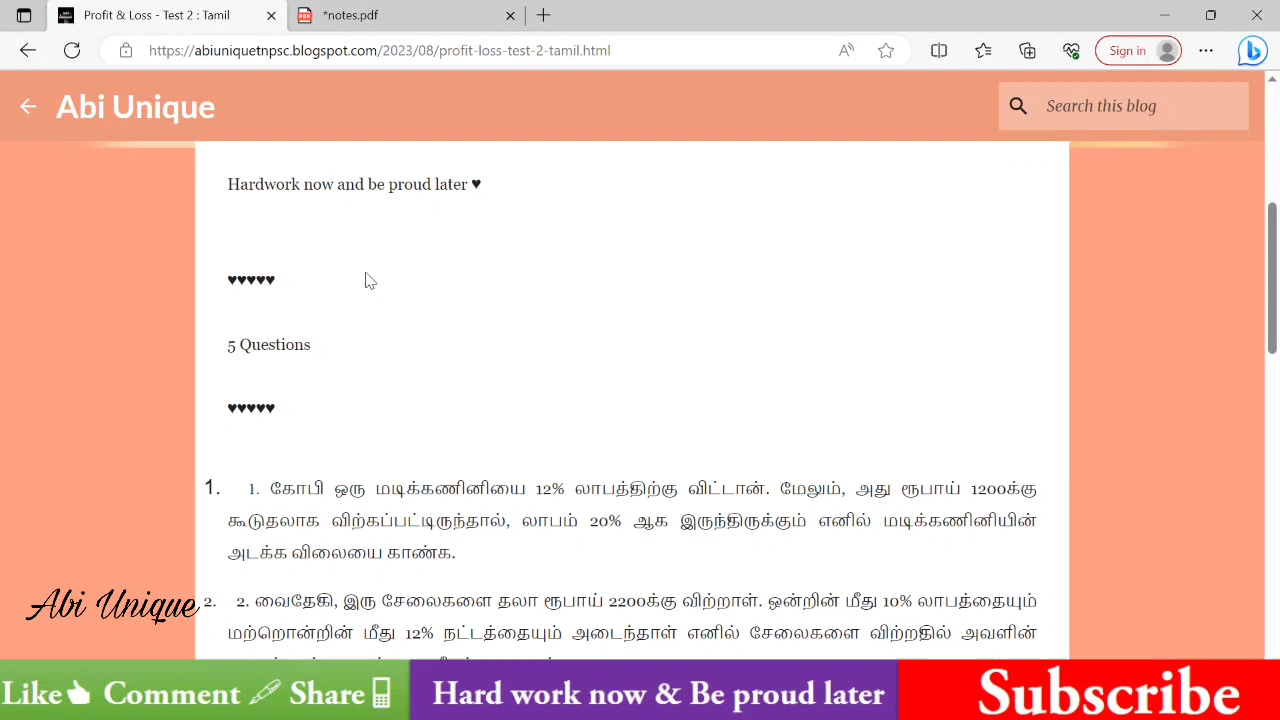 Profit & Loss - Test 2 : Tamil
*notes.pdf
https://abiuniquetnpsc.blogspot.com/2023/08/profit-loss-test-2-tamil.html
Sign in
Abi Unique
Search this blog
Hardwork now and be proud later ♥
♥♥♥♥♥
5 Questions
♥♥♥♥♥
1. 1. கோபி ஒரு மடிக்கணினியை 12% லாபத்திற்கு விட்டான். மேலும், அது ரூபாய் 1200க்கு
கூடுதலாக விற்கப்பட்டிருந்தால், லாபம் 20% ஆக இருந்திருக்கும் எனில் மடிக்கணினியின்
அடக்க விலையை காண்க.
2. 2. வைதேகி, இரு சேலைகளை தலா ரூபாய் 2200க்கு விற்றாள். ஒன்றின் மீது 10% லாபத்தையும்
மற்றொன்றின் மீது 12% நட்டத்தையும் அடைந்தாள் எனில் சேலைகளை விற்றதில் அவளின்
Abi Unique
Like Comment Share
Hard work now & Be proud later
Subscribe